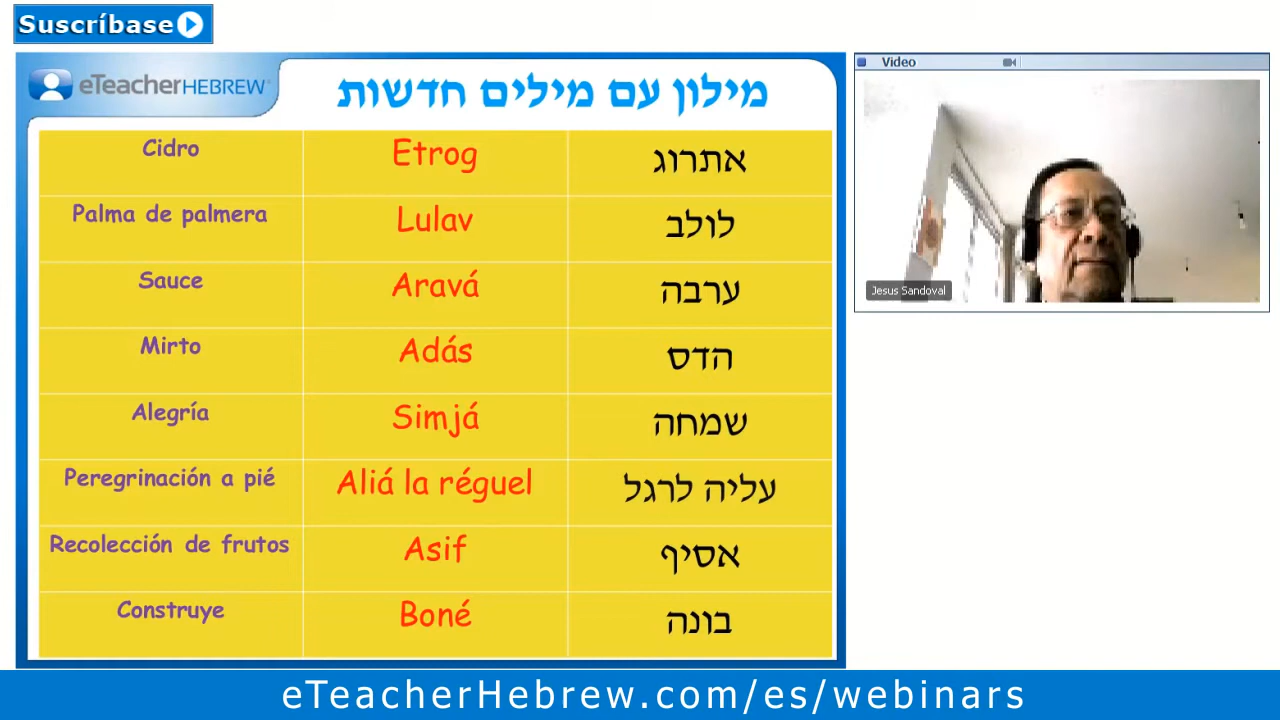 Suscríbase
eTeacherHEBREW
מילון עם מילים חדשות
Cidro Etrog אתרוג
Palma de palmera Lulav לולב
Sauce Aravá ערבה
Mirto Adás הדס
Alegría Simjá שמחה
Peregrinación a pié Aliá la réguel עליה לרגל
Recolección de frutos Asif אסיף
Construye Boné בונה
Video
Jesus Sandoval
eTeacherHebrew.com/es/webinars